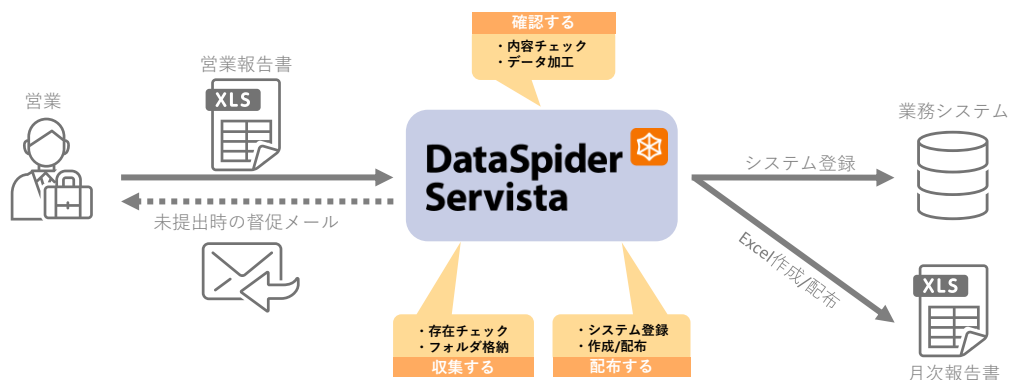 確認する
・内容チェック
・データ加工
営業報告書
XLS
営業
未提出時の督促メール
DataSpider
Servista
システム登録
業務システム
Excel作成/配布
XLS
月次報告書
・存在チェック
・フォルダ格納
収集する
・システム登録
・作成/配布
配布する